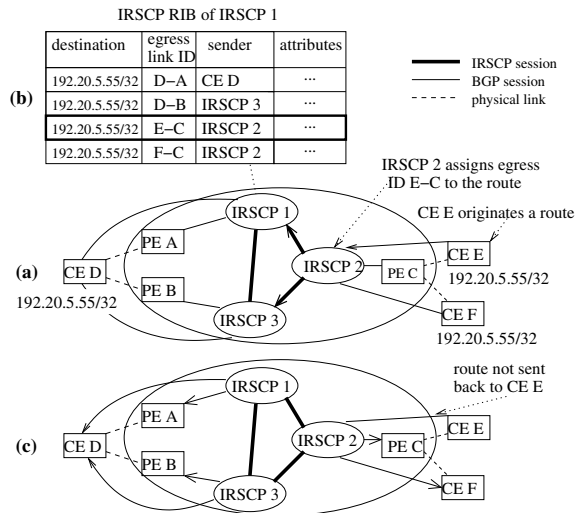 IRSCP RIB of IRSCP 1
destination egress link ID sender attributes
192.20.5.55/32 D−A CE D ...
192.20.5.55/32 D−B IRSCP 3 ...
192.20.5.55/32 E−C IRSCP 2 ...
192.20.5.55/32 F−C IRSCP 2 ...
(b)
IRSCP session
BGP session
physical link
IRSCP 2 assigns egress
ID E−C to the route
CE E originates a route
(a)
IRSCP 1
PE A
CE D
192.20.5.55/32
PE B
IRSCP 2
PE C
CE E
192.20.5.55/32
IRSCP 3
CE F
192.20.5.55/32
route not sent
back to CE E
(c)
IRSCP 1
PE A
CE D
PE B
IRSCP 2
PE C
CE E
IRSCP 3
CE F